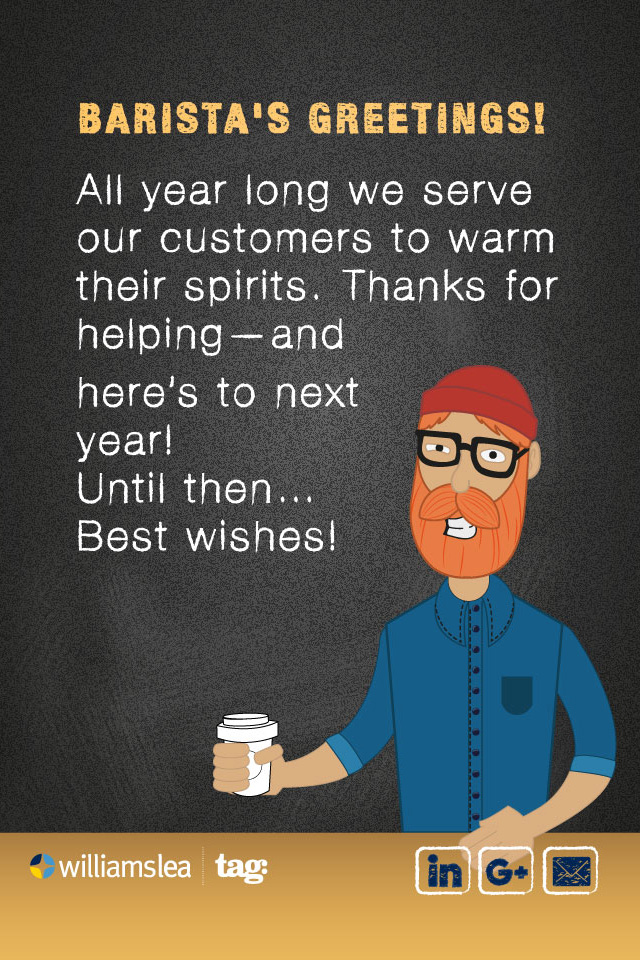 BARISTA'S GREETINGS!
All year long we serve
our customers to warm
their spirits. Thanks for
helping—and
here's to next
year!
Until then...
Best wishes!
williamslea
tag:
in
G+